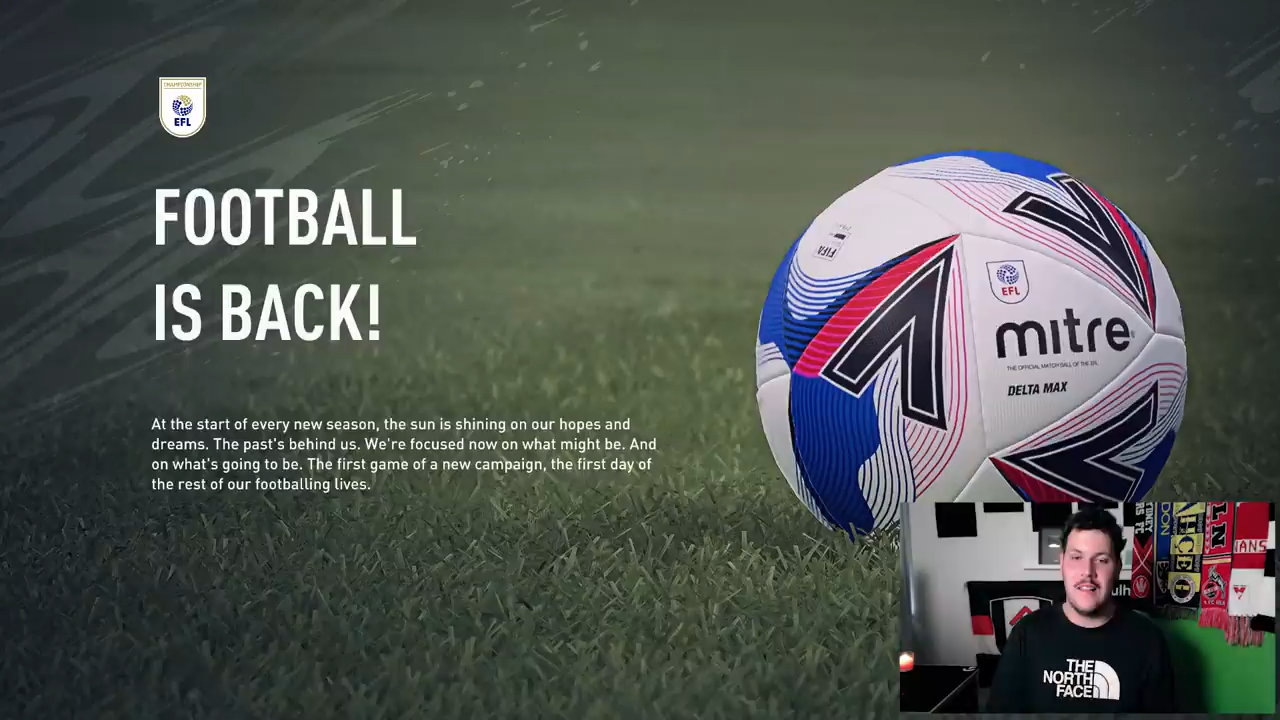 CHAMPIONSHIP
EFL
FOOTBALL
IS BACK!
At the start of every new season, the sun is shining on our hopes and
dreams. The past's behind us. We're focused now on what might be. And
on what's going to be. The first game of a new campaign, the first day of
the rest of our footballing lives.
FIFA
EFL
mitre
THE OFFICIAL MATCH BALL OF THE EFL
DELTA MAX
THE
NORTH
FACE